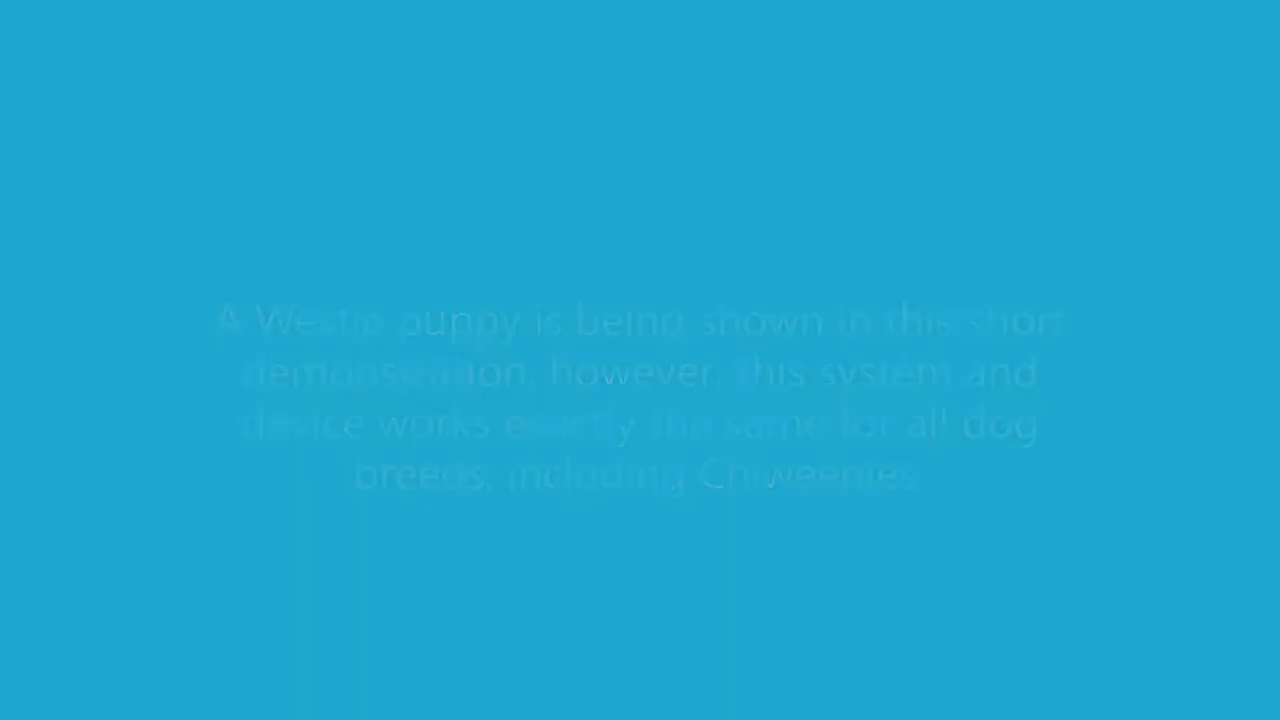 A Westie puppy is being shown in this short
demonstration, however, this system and
device works exactly the same for all dog
breeds, including Chiweenies